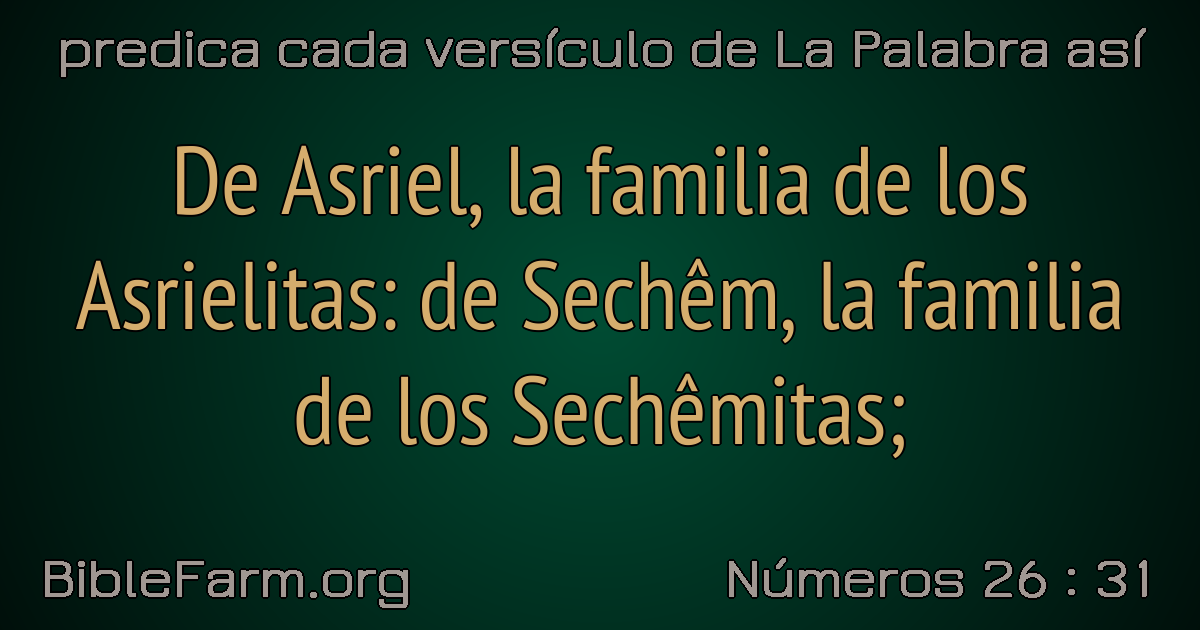 predica cada versículo de La Palabra así
De Asriel, la familia de los
Asrielitas: de Sechêm, la familia
de los Sechêmitas;
BibleFarm.org
Números 26 : 31